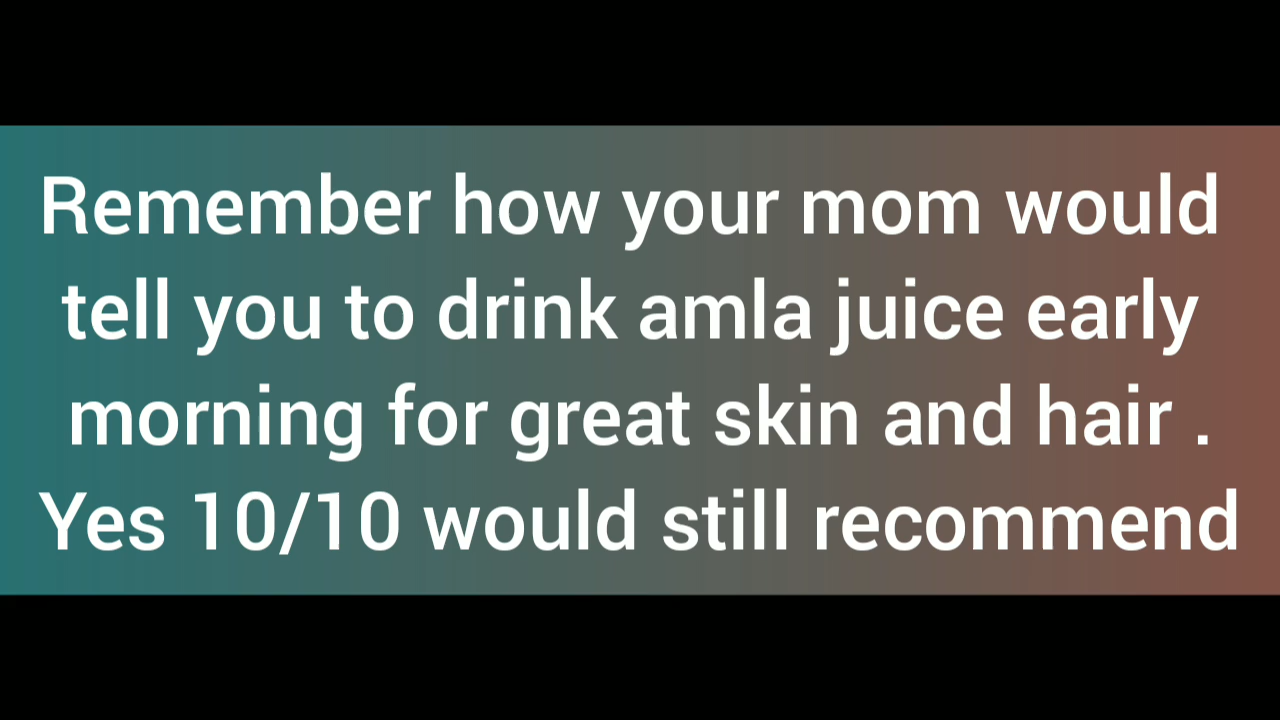 Remember how your mom would
tell you to drink amla juice early
morning for great skin and hair .
Yes 10/10 would still recommend